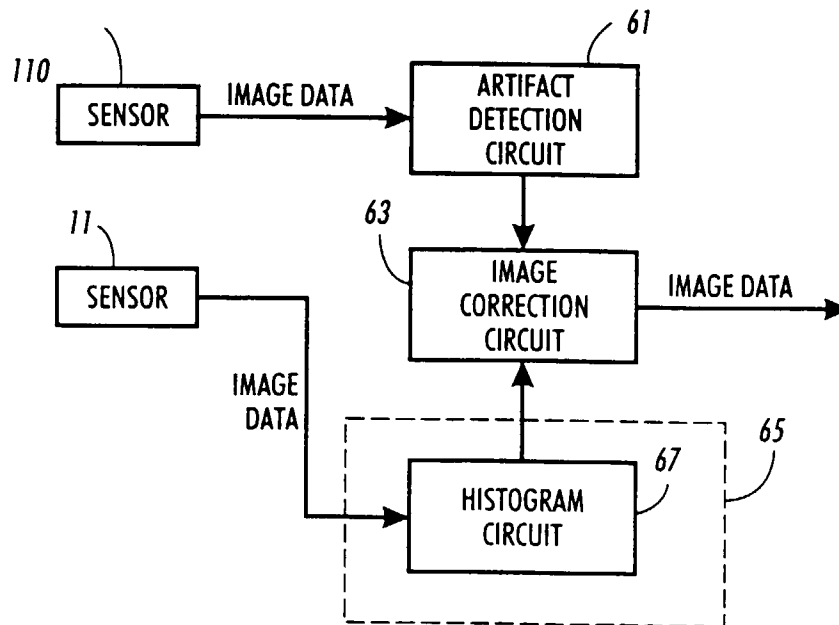 110
SENSOR
IMAGE DATA
61
ARTIFACT
DETECTION
CIRCUIT
11
SENSOR
63
IMAGE
CORRECTION
CIRCUIT
IMAGE DATA
IMAGE
DATA
65
67
HISTOGRAM
CIRCUIT